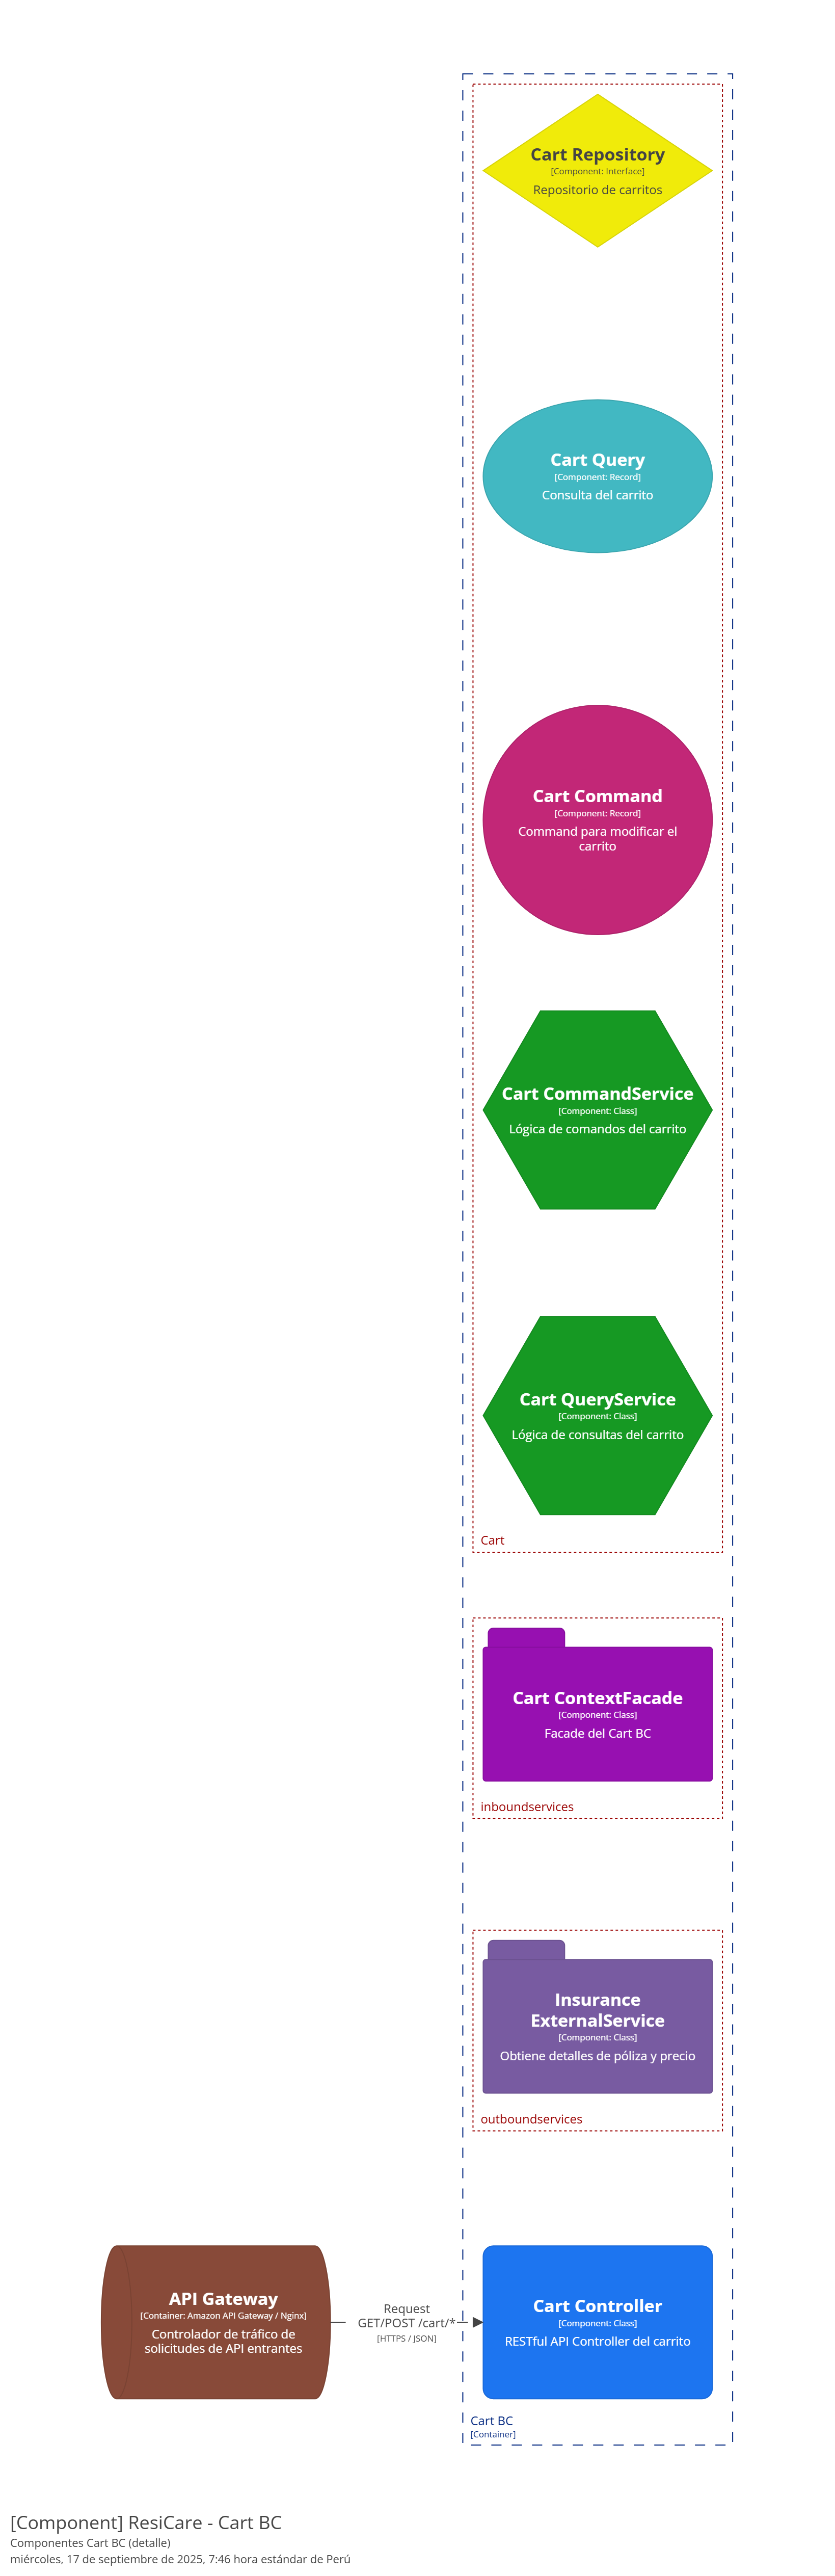 Cart Repository
[Component: Interface]
Repositorio de carritos
Cart Query
[Component: Record]
Consulta del carrito
Cart Command
[Component: Record]
Command para modificar el
carrito
Cart CommandService
[Component: Class]
Lógica de comandos del carrito
Cart QueryService
[Component: Class]
Lógica de consultas del carrito
Cart
Cart ContextFacade
[Component: Class]
Facade del Cart BC
inboundservices
Insurance
ExternalService
[Component: Class]
Obtiene detalles de póliza y precio
outboundservices
API Gateway
[Container: Amazon API Gateway / Nginx]
Controlador de tráfico de
solicitudes de API entrantes
Request
GET/POST /cart/*
[HTTPS / JSON]
Cart Controller
[Component: Class]
RESTful API Controller del carrito
Cart BC
[Container]
[Component] ResiCare - Cart BC
Componentes Cart BC (detalle)
miércoles, 17 de septiembre de 2025, 7:46 hora estándar de Perú